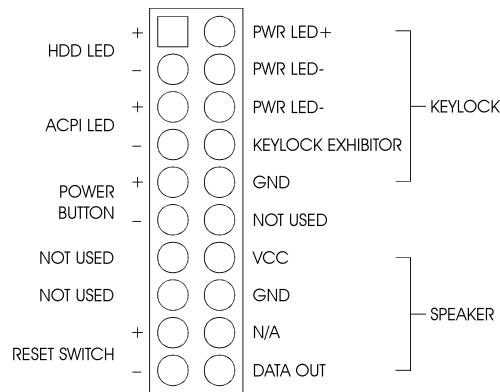 + PWR LED+
HDD LED
− PWR LED-
+ PWR LED-
KEYLOCK
ACPI LED
− KEYLOCK EXHIBITOR
+ GND
POWER
BUTTON
− NOT USED
NOT USED VCC
NOT USED GND
SPEAKER
+ N/A
RESET SWITCH
− DATA OUT